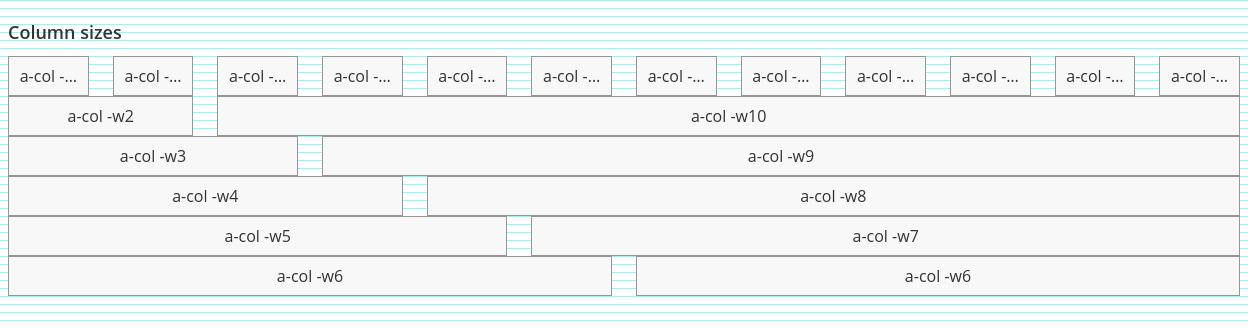 Column sizes
a-col -... a-col -... a-col -... a-col -... a-col -... a-col -... a-col -... a-col -... a-col -... a-col -... a-col -... a-col -...
a-col -w2 a-col -w10
a-col -w3 a-col -w9
a-col -w4 a-col -w8
a-col -w5 a-col -w7
a-col -w6 a-col -w6